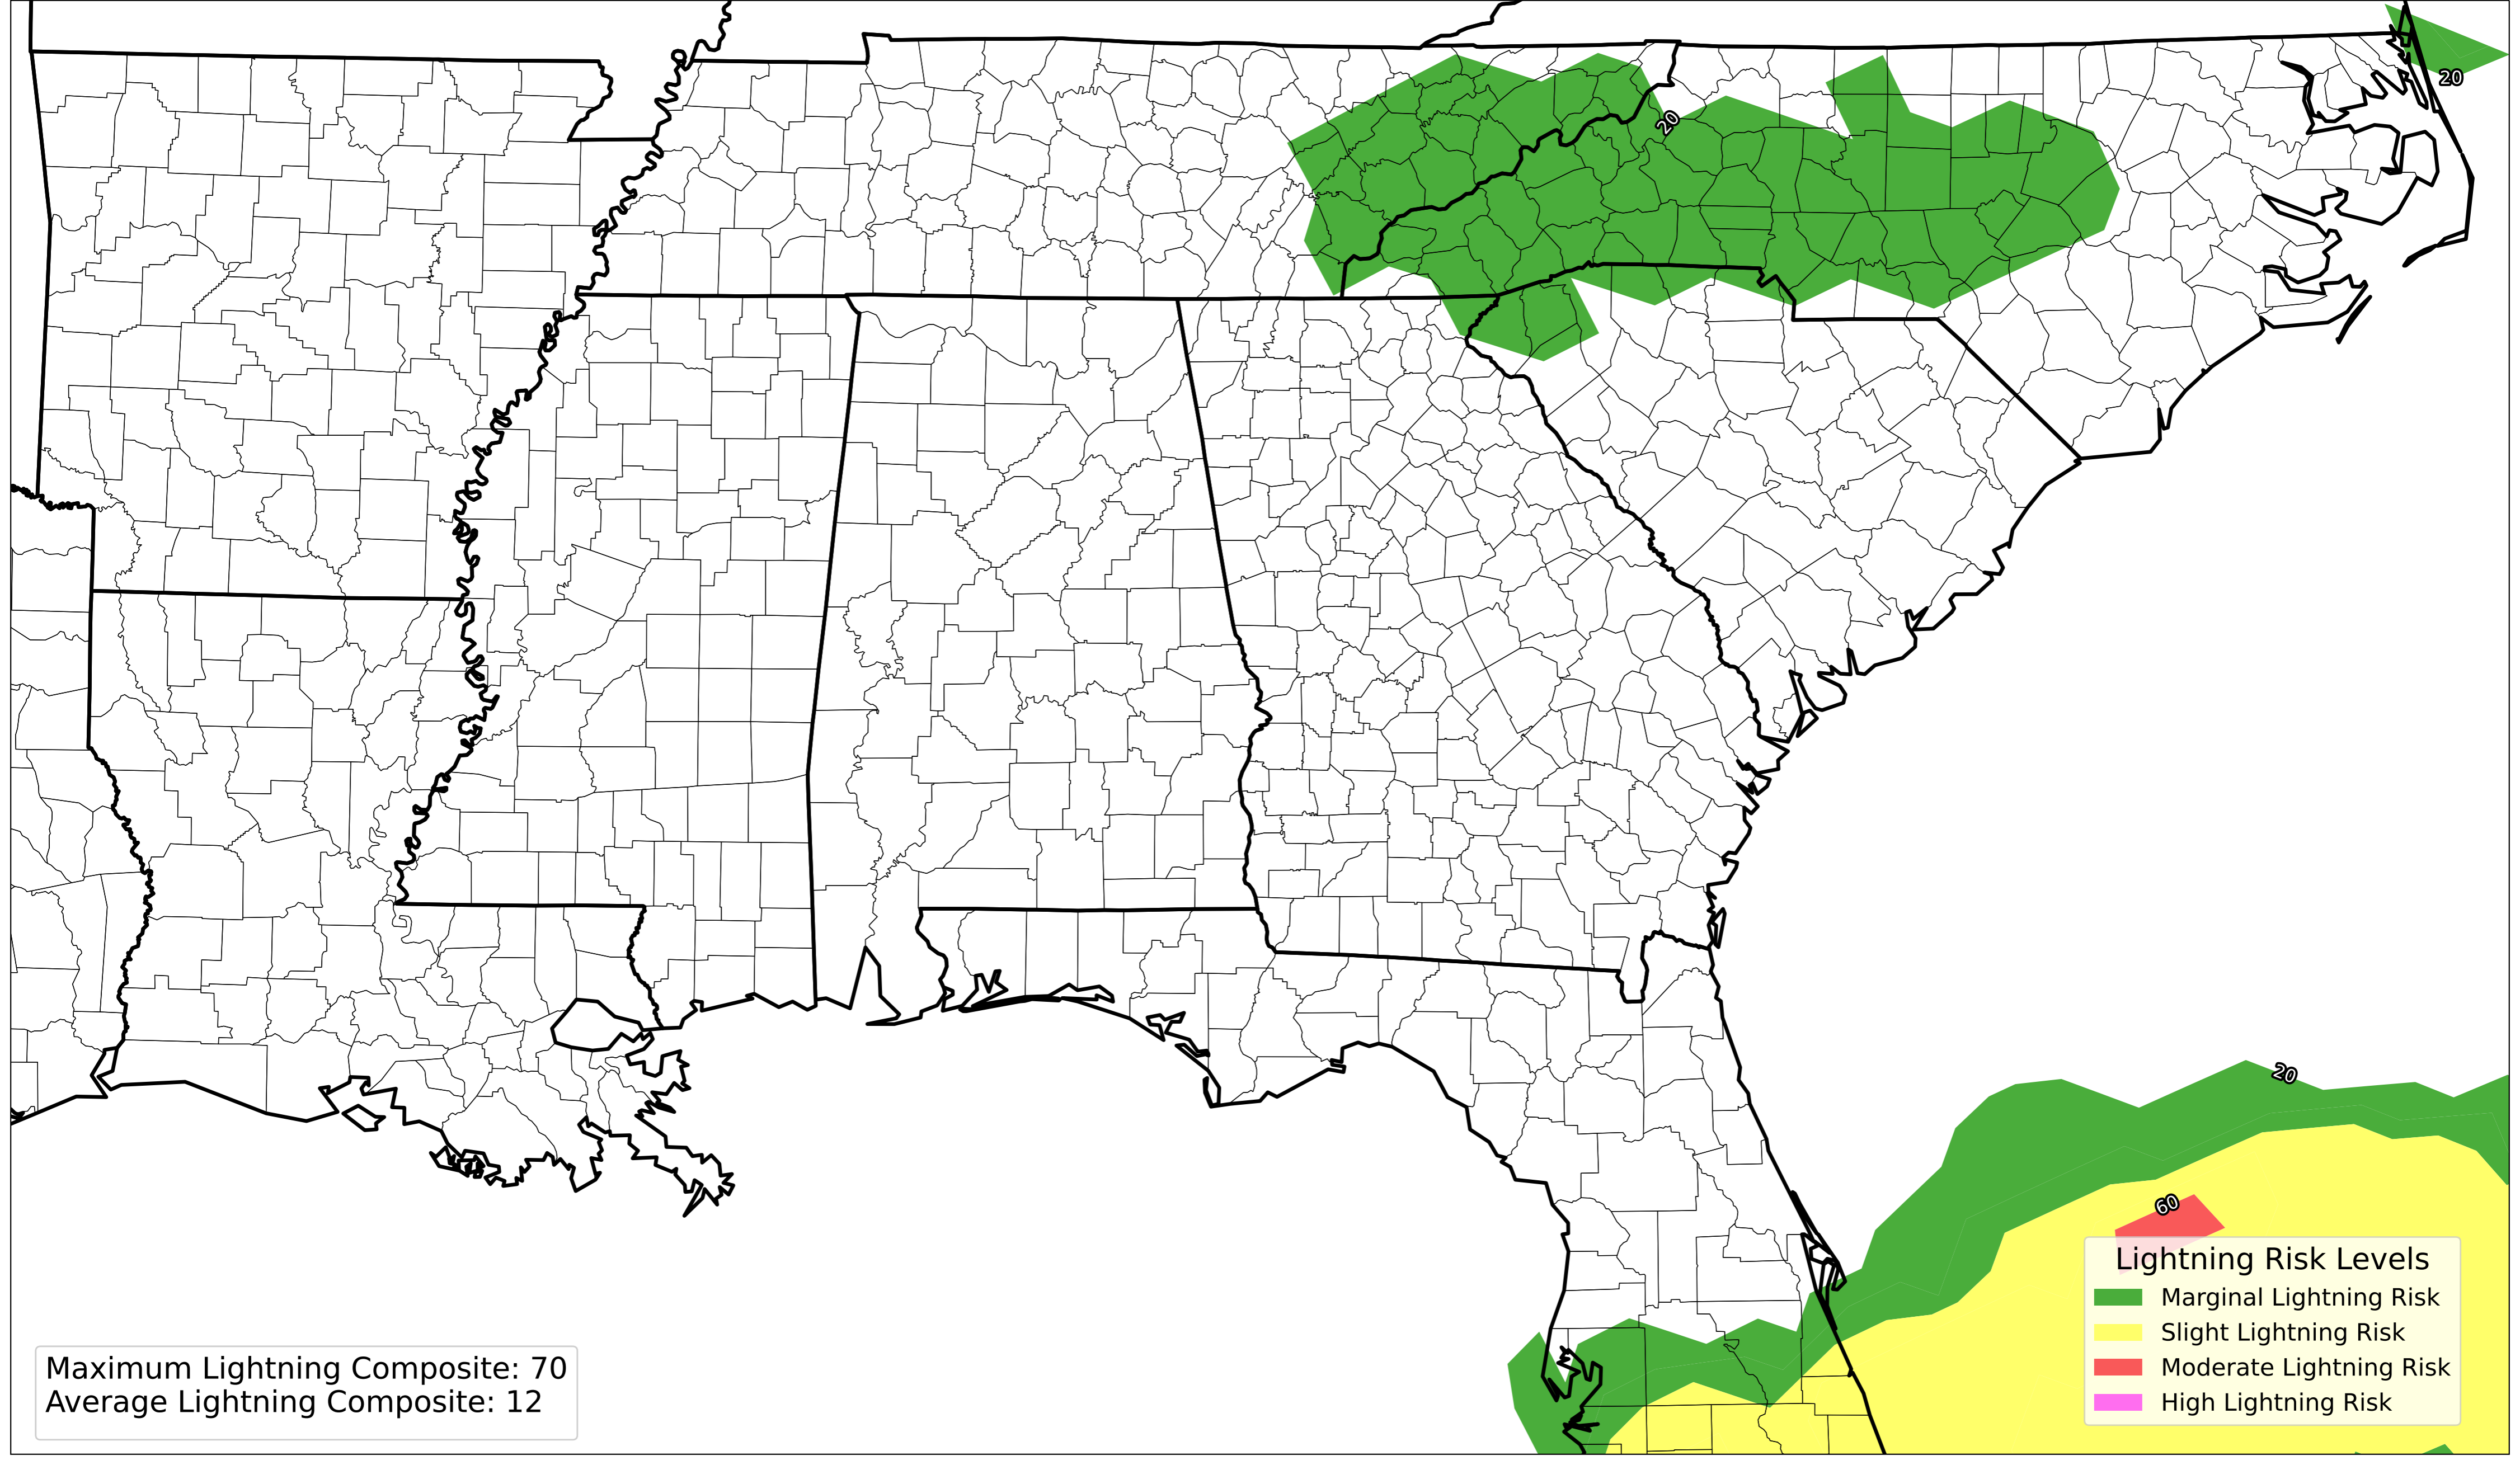 20
20
20
60
Lightning Risk Levels
Marginal Lightning Risk
Slight Lightning Risk
Moderate Lightning Risk
High Lightning Risk
Maximum Lightning Composite: 70
Average Lightning Composite: 12